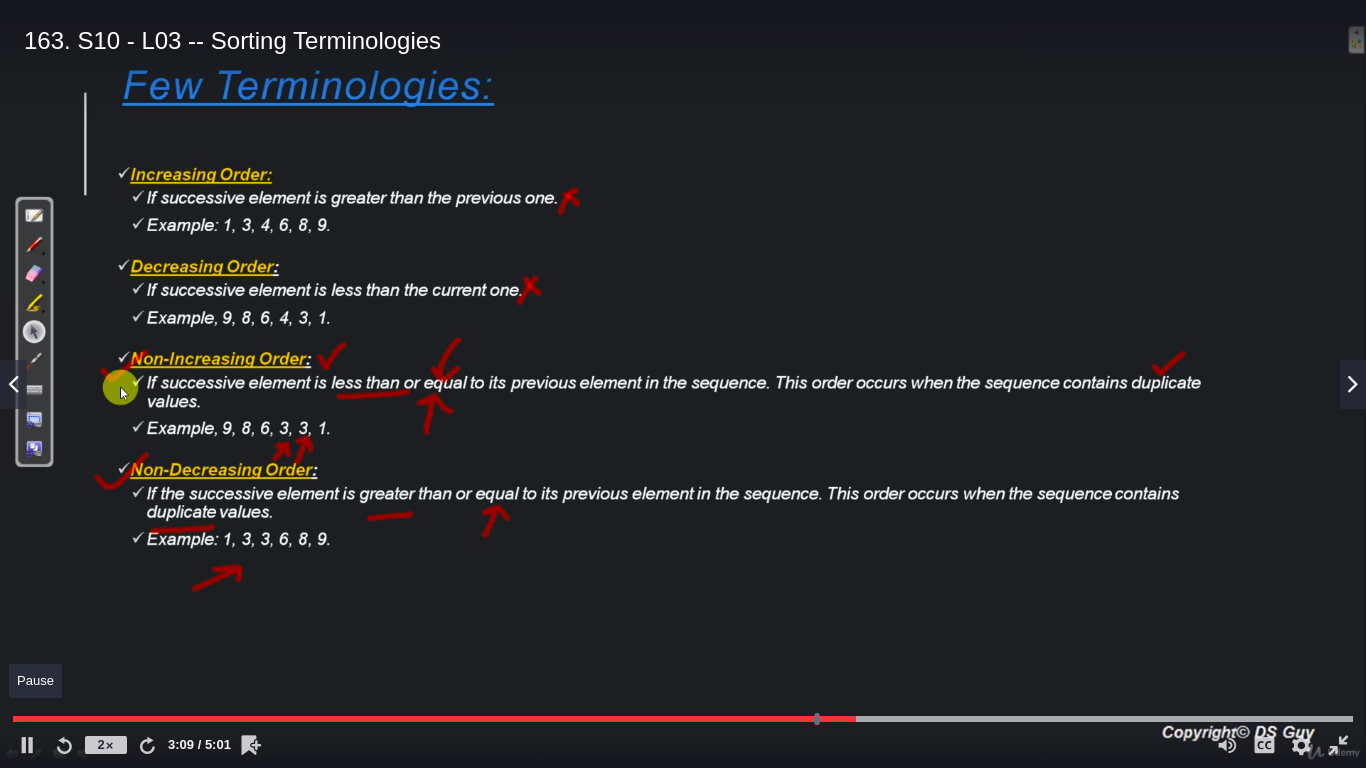 163. S10 - L03 -- Sorting Terminologies
Few Terminologies:
Increasing Order:
If successive element is greater than the previous one.
Example: 1, 3, 4, 6, 8, 9.
Decreasing Order:
If successive element is less than the current one.
Example, 9, 8, 6, 4, 3, 1.
Non-Increasing Order:
If successive element is less than or equal to its previous element in the sequence. This order occurs when the sequence contains duplicate
values.
Example, 9, 8, 6, 3, 3, 1.
Non-Decreasing Order:
If the successive element is greater than or equal to its previous element in the sequence. This order occurs when the sequence contains
duplicate values.
Example: 1, 3, 3, 6, 8, 9.
Pause
Copyright© DS Guy
2x
3:09 / 5:01
CC